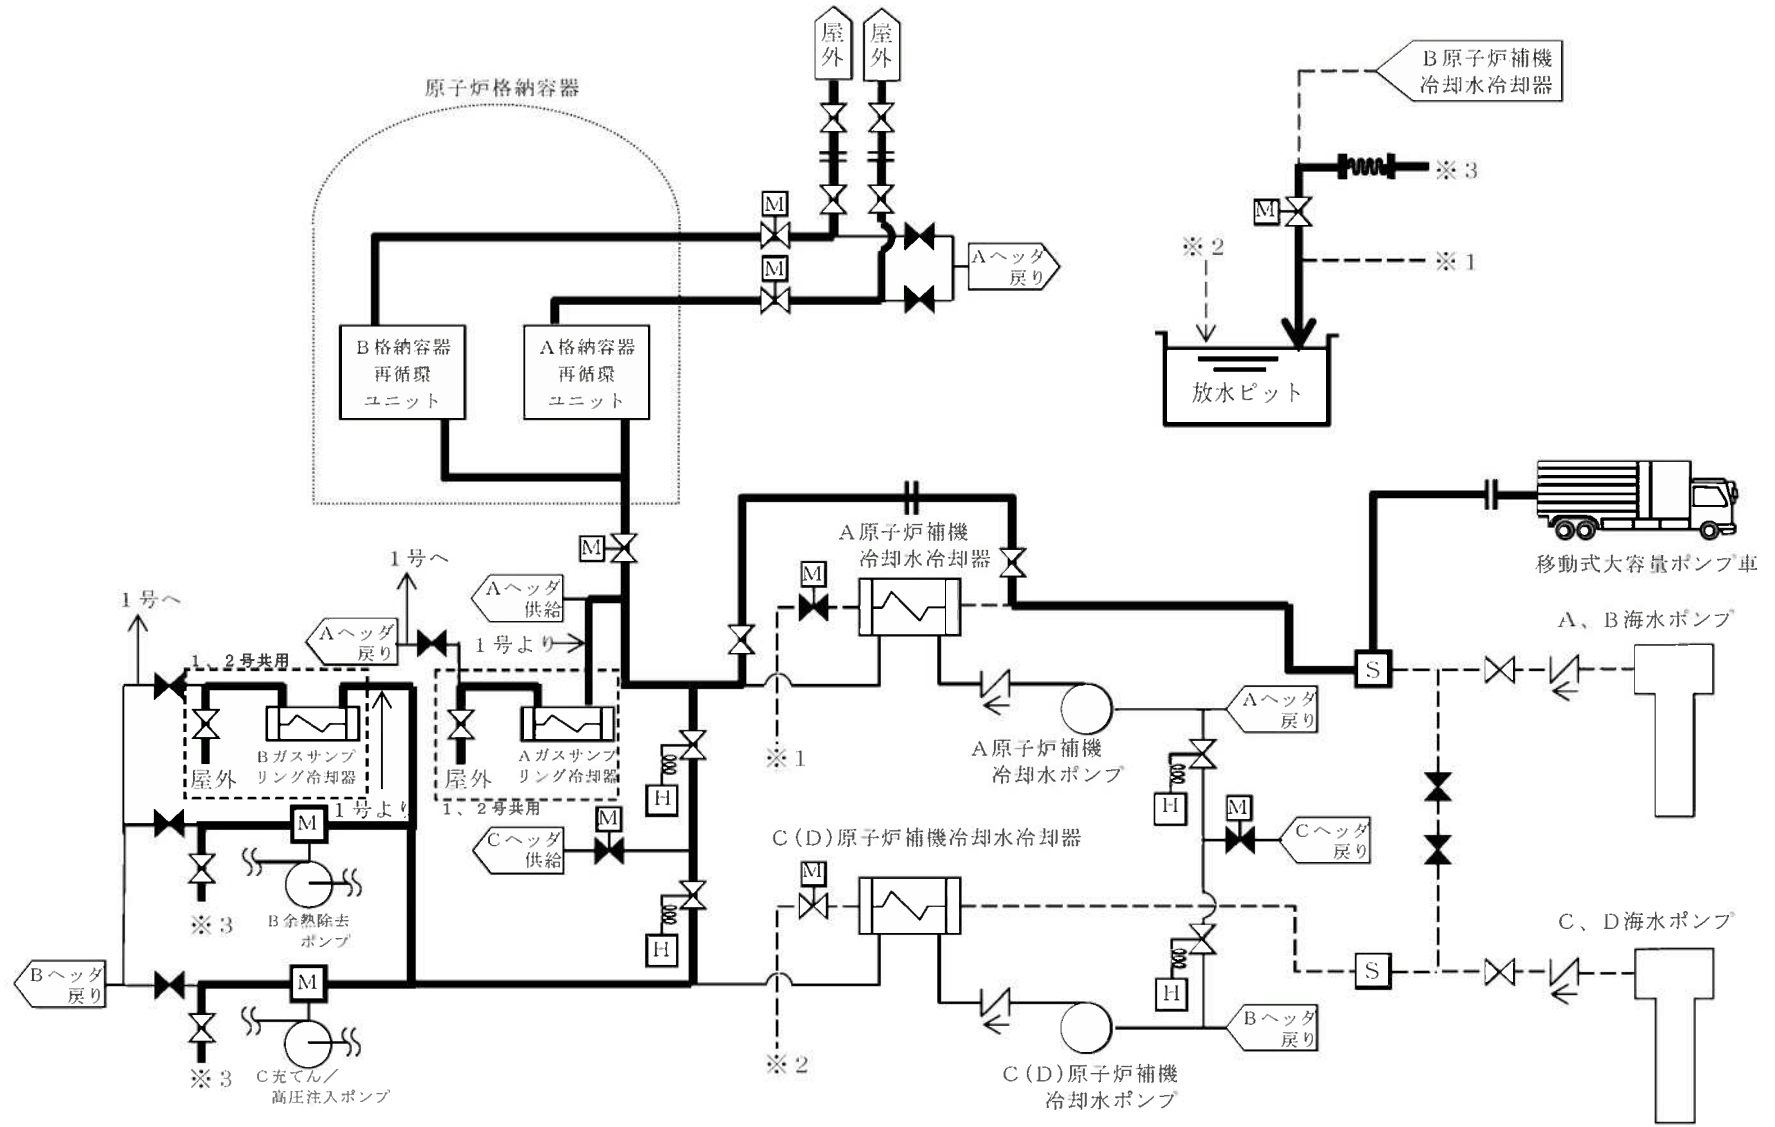 屋
外
屋
外
B原子炉補機
冷却水冷却器
原子炉格納容器
※3
M
M
※2
Aヘッダ
戻り
※1
M
B格納容器
再循環
ユニット
A格納容器
再循環
ユニット
放水ピット
A原子炉補機
冷却水冷却器
M
1号へ
移動式大容量ポンプ車
M
Aヘッダ
供給
1号へ
A、B海水ポンプ
Aヘッダ
戻り
1号より
1、2号共用
S
Aヘッダ
戻り
A原子炉補機
冷却水ポンプ
※1
Bガスサンプ
リング冷却器
Aガスサンプ
リング冷却器
屋外
屋外
H
H
1号より
1、2号共用
M
M
M
Cヘッダ
供給
C(D)原子炉補機冷却水冷却器
Cヘッダ
戻り
M
※3
B余熱除去
ポンプ
H
C、D海水ポンプ
Bヘッダ
戻り
M
H
S
Bヘッダ
戻り
※2
※3
C充てん／
高圧注入ポンプ
C(D)原子炉補機
冷却水ポンプ